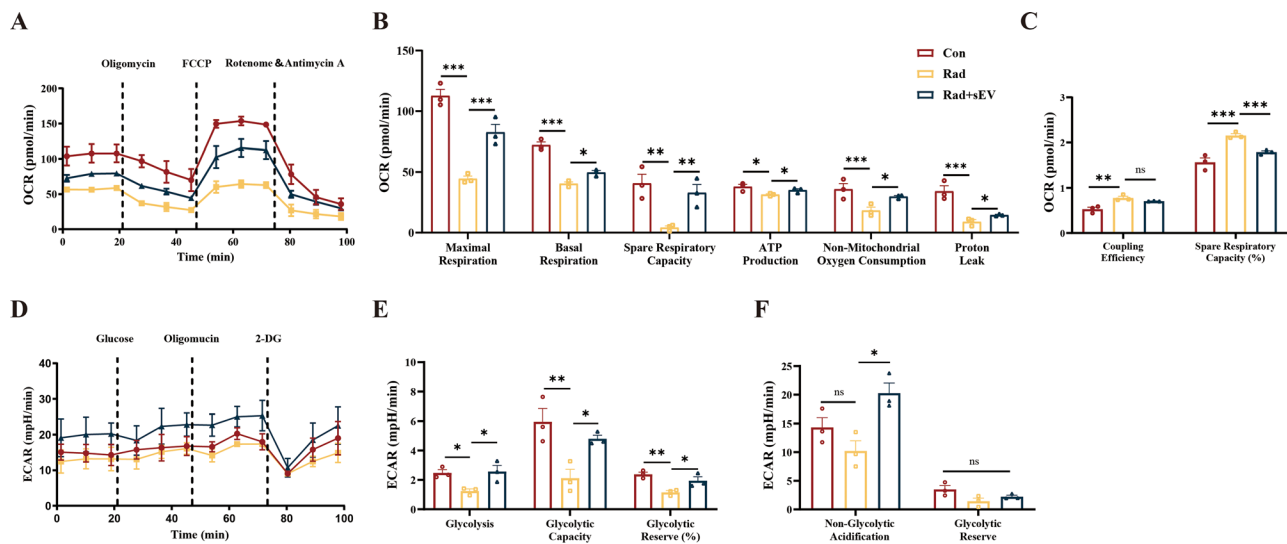 A
Oligomycin
FCCP
Rotenome&Antimycin A
OCR (pmol/min)
200
150
100
50
0
0
20
40
60
80
100
Time (min)
B
OCR (pmol/min)
150
100
50
0
***
***
***
*
**
**
*
*
***
*
***
*
Maximal
Respiration
Basal
Respiration
Spare Respiratory
Capacity
ATP
Production
Non-Mitochondrial
Oxygen Consumption
Proton
Leak
Con
Rad
Rad+sEV
C
OCR (pmol/min)
3
2
1
0
**
ns
***
***
Coupling
Efficiency
Spare Respiratory
Capacity (%)
D
Glucose
Oligomucin
2-DG
ECAR (mpH/min)
40
30
20
10
0
0
20
40
60
80
100
Time (min)
E
ECAR (mpH/min)
8
6
4
2
0
*
*
**
*
**
*
Glycolysis
Glycolytic
Capacity
Glycolytic
Reserve (%)
F
ECAR (mpH/min)
25
20
15
10
5
0
ns
*
ns
Non-Glycolytic
Acidification
Glycolytic
Reserve